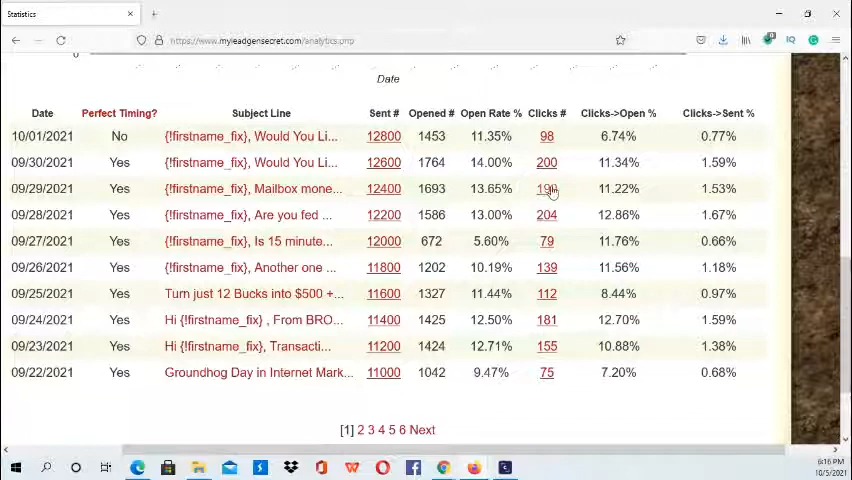 Statistics
https://www.myleadgensecret.com/analytics.php
Date
Date Perfect Timing? Subject Line Sent # Opened # Open Rate % Clicks # Clicks->Open % Clicks->Sent %
10/01/2021 No {!firstname_fix}, Would You Li... 12800 1453 11.35% 98 6.74% 0.77%
09/30/2021 Yes {!firstname_fix}, Would You Li... 12600 1764 14.00% 200 11.34% 1.59%
09/29/2021 Yes {!firstname_fix}, Mailbox mone... 12400 1693 13.65% 11.22% 1.53%
09/28/2021 Yes {!firstname_fix}, Are you fed ... 12200 1586 13.00% 204 12.86% 1.67%
09/27/2021 Yes {!firstname_fix}, Is 15 minute... 12000 672 5.60% 79 11.76% 0.66%
09/26/2021 Yes {!firstname_fix}, Another one ... 11800 1202 10.19% 139 11.56% 1.18%
09/25/2021 Yes Turn just 12 Bucks into $500 +... 11600 1327 11.44% 112 8.44% 0.97%
09/24/2021 Yes Hi {!firstname_fix} , From BRO... 11400 1425 12.50% 181 12.70% 1.59%
09/23/2021 Yes Hi {!firstname_fix}, Transacti... 11200 1424 12.71% 155 10.88% 1.38%
09/22/2021 Yes Groundhog Day in Internet Mark... 11000 1042 9.47% 75 7.20% 0.68%
[1] 2 3 4 5 6 Next
6:16 PM
10/5/2021